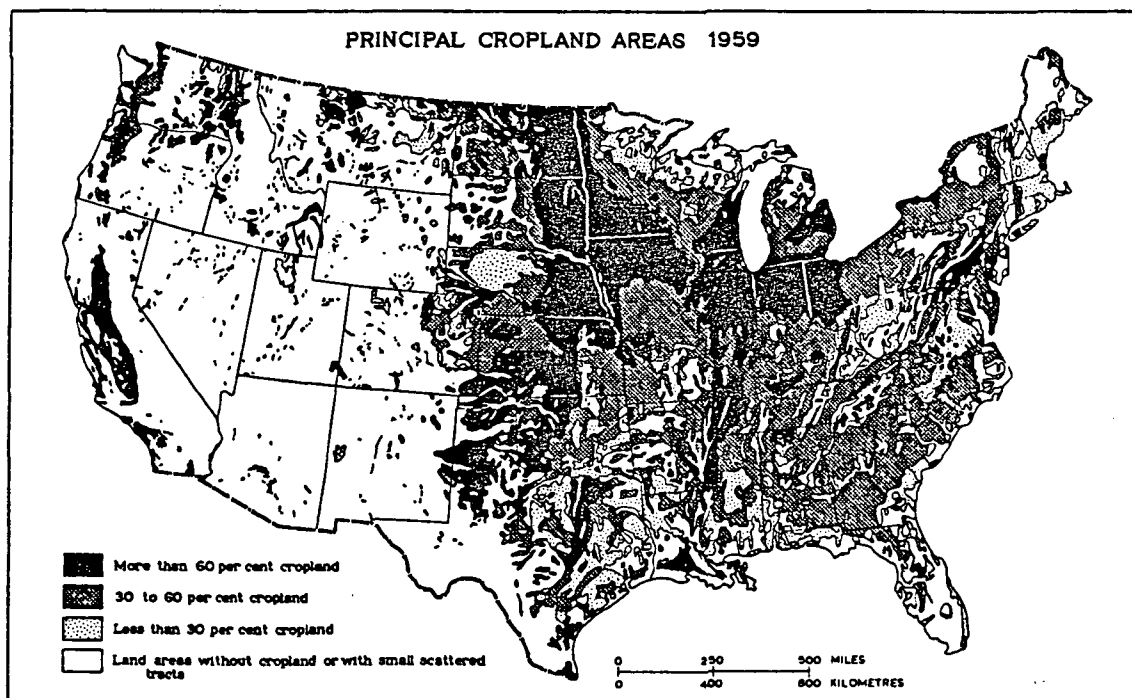 PRINCIPAL CROPLAND AREAS 1959
More than 60 per cent cropland
30 to 60 per cent cropland
Less than 30 per cent cropland
Land areas without cropland or with small scattered
tracts
0 250 500 MILES
0 400 800 KILOMETRES